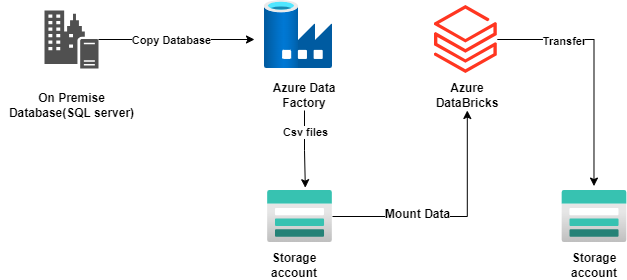 Copy Database
Transfer
On Premise
Database(SQL server)
Azure Data
Factory
Azure
DataBricks
Csv files
Mount Data
Storage
account
Storage
account